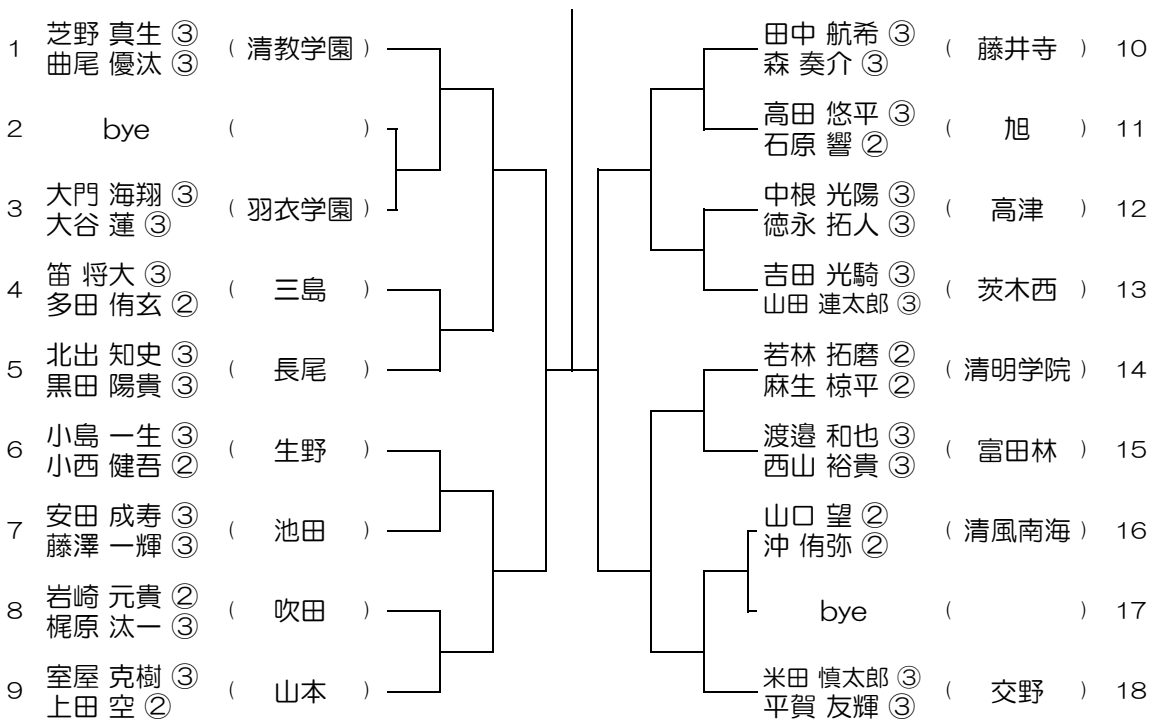 1 芝野 真生 ③
曲尾 優汰 ③ ( 清教学園 )
2 bye ( )
3 大門 海翔 ③
大谷 蓮 ③ ( 羽衣学園 )
4 笛 将大 ③
多田 侑玄 ② ( 三島 )
5 北出 知史 ③
黒田 陽貴 ③ ( 長尾 )
6 小島 一生 ③
小西 健吾 ② ( 生野 )
7 安田 成寿 ③
藤澤 一輝 ③ ( 池田 )
8 岩崎 元貴 ②
梶原 汰一 ③ ( 吹田 )
9 室屋 克樹 ③
上田 空 ② ( 山本 )
田中 航希 ③
森 奏介 ③ ( 藤井寺 ) 10
高田 悠平 ③
石原 響 ② ( 旭 ) 11
中根 光陽 ③
徳永 拓人 ③ ( 高津 ) 12
吉田 光騎 ③
山田 連太郎 ③ ( 茨木西 ) 13
若林 拓磨 ②
麻生 椋平 ② ( 清明学院 ) 14
渡邉 和也 ③
西山 裕貴 ③ ( 富田林 ) 15
山口 望 ②
沖 侑弥 ② ( 清風南海 ) 16
bye ( ) 17
米田 慎太郎 ③
平賀 友輝 ③ ( 交野 ) 18